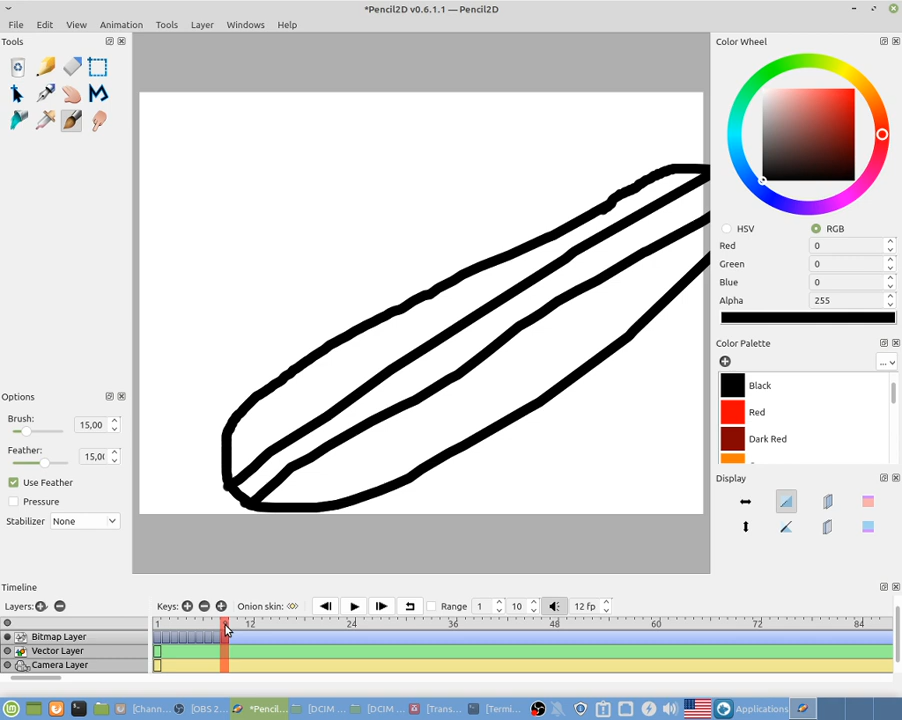 *Pencil2D v0.6.1.1 — Pencil2D
File Edit View Animation Tools Layer Windows Help
Tools
Color Wheel
HSV RGB
Red 0
Green 0
Blue 0
Alpha 255
Color Palette
...
Black
Red
Dark Red
Options
Brush:
15,00
Feather:
15,0
Use Feather
Pressure
Stabilizer None
Display
Timeline
Layers: Keys: Onion skin: Range 1 10 12 fp
1 12 24 36 48 60 72 84
Bitmap Layer
Vector Layer
Camera Layer
[Chann... [OBS 2... *Pencil... [DCIM ... [DCIM ... [Trans... [Termi... Applications